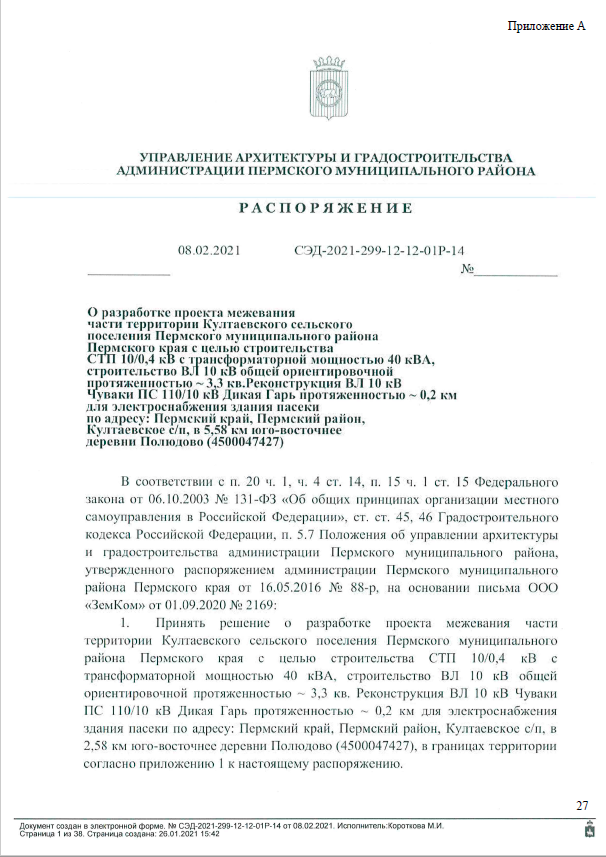 Приложение А
УПРАВЛЕНИЕ АРХИТЕКТУРЫ И ГРАДОСТРОИТЕЛЬСТВА
АДМИНИСТРАЦИИ ПЕРМСКОГО МУНИЦИПАЛЬНОГО РАЙОНА
РАСПОРЯЖЕНИЕ
08.02.2021 СЭД-2021-299-12-12-01Р-14
____________ №____________
О разработке проекта межевания
части территории Култаевского сельского
поселения Пермского муниципального района
Пермского края с целью строительства
СТП 10/0,4 кВ с трансформаторной мощностью 40 кВА,
строительство ВЛ 10 кВ общей ориентировочной
протяженностью ~ 3,3 кв.Реконструкция ВЛ 10 кВ
Чуваки ПС 110/10 кВ Дикая Гарь протяженностью ~ 0,2 км
для электроснабжения здания пасеки
по адресу: Пермский край, Пермский район,
Култаевское с/п, в 5,58 км юго-восточнее
деревни Полюдово (4500047427)
В соответствии с п. 20 ч. 1, ч. 4 ст. 14, п. 15 ч. 1 ст. 15 Федерального
закона от 06.10.2003 № 131-ФЗ «Об общих принципах организации местного
самоуправления в Российской Федерации», ст. ст. 45, 46 Градостроительного
кодекса Российской Федерации, п. 5.7 Положения об управлении архитектуры
и градостроительства администрации Пермского муниципального района,
утвержденного распоряжением администрации Пермского муниципального
района Пермского края от 16.05.2016 № 88-р, на основании письма ООО
«ЗемКом» от 01.09.2020 № 2169:
1. Принять решение о разработке проекта межевания части
территории Култаевского сельского поселения Пермского муниципального
района Пермского края с целью строительства СТП 10/0,4 кВ с
трансформаторной мощностью 40 кВА, строительство ВЛ 10 кВ общей
ориентировочной протяженностью ~ 3,3 кв. Реконструкция ВЛ 10 кВ Чуваки
ПС 110/10 кВ Дикая Гарь протяженностью ~ 0,2 км для электроснабжения
здания пасеки по адресу: Пермский край, Пермский район, Култаевское с/п, в
2,58 км юго-восточнее деревни Полюдово (4500047427), в границах территории
согласно приложению 1 к настоящему распоряжению.
27
Документ создан в электронной форме. № СЭД-2021-299-12-12-01Р-14 от 08.02.2021. Исполнитель:Короткова М.И.
Страница 1 из 38. Страница создана: 26.01.2021 15:42